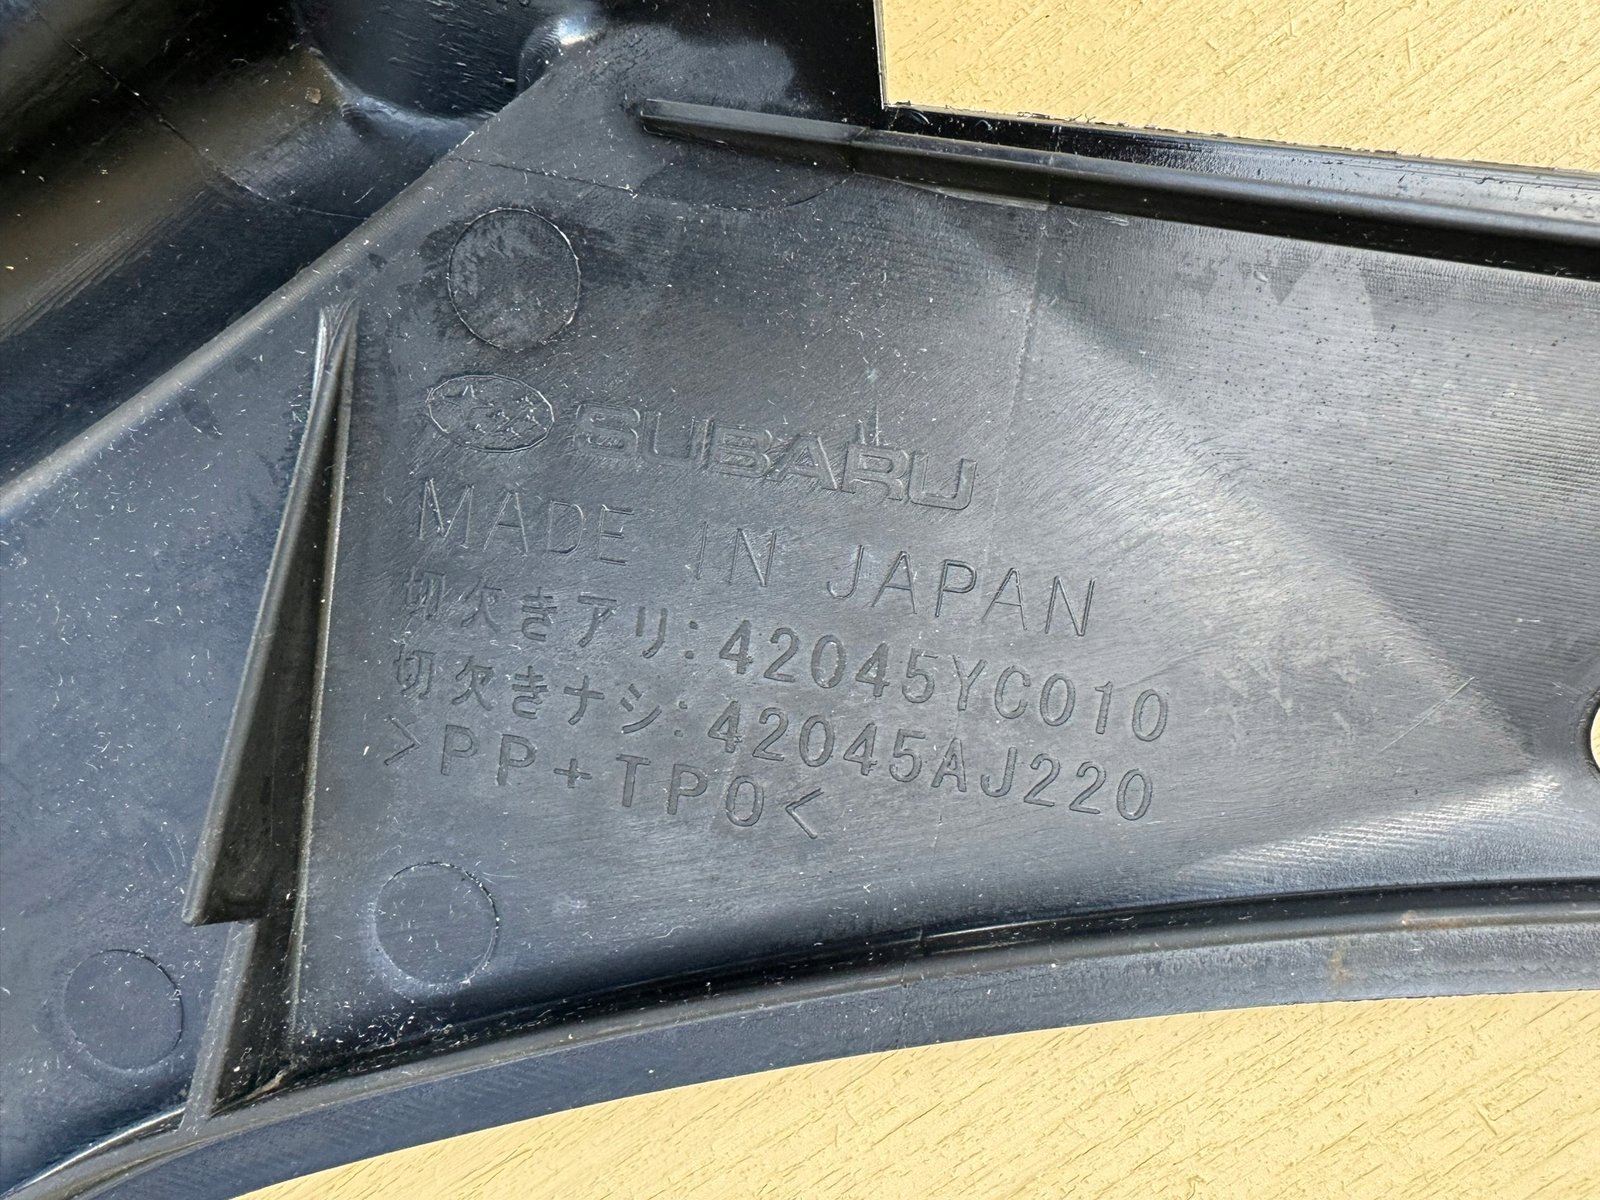 SUBARU
MADE IN JAPAN
切欠きアリ:42045YC010
切欠きナシ:42045AJ220
>PP+TPO<